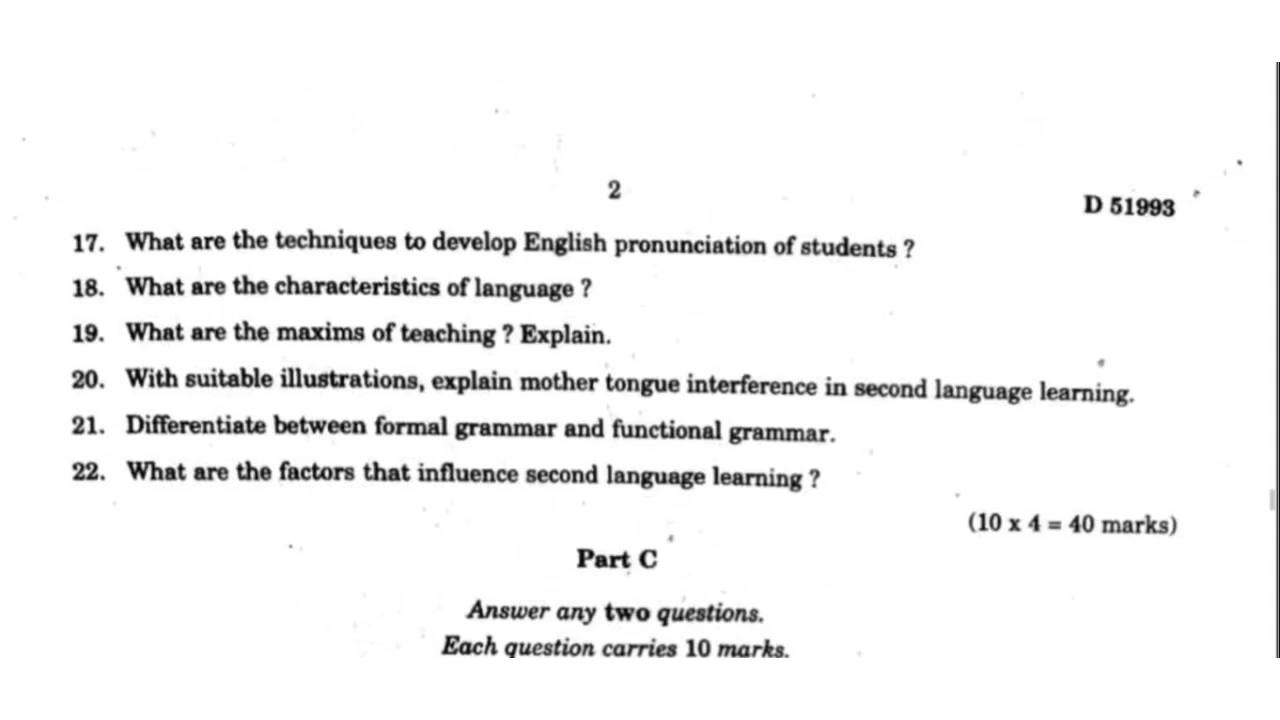 2
D 51993
17. What are the techniques to develop English pronunciation of students ?
18. What are the characteristics of language ?
19. What are the maxims of teaching ? Explain.
20. With suitable illustrations, explain mother tongue interference in second language learning.
21. Differentiate between formal grammar and functional grammar.
22. What are the factors that influence second language learning ?
(10 x 4 = 40 marks)
Part C
Answer any two questions.
Each question carries 10 marks.